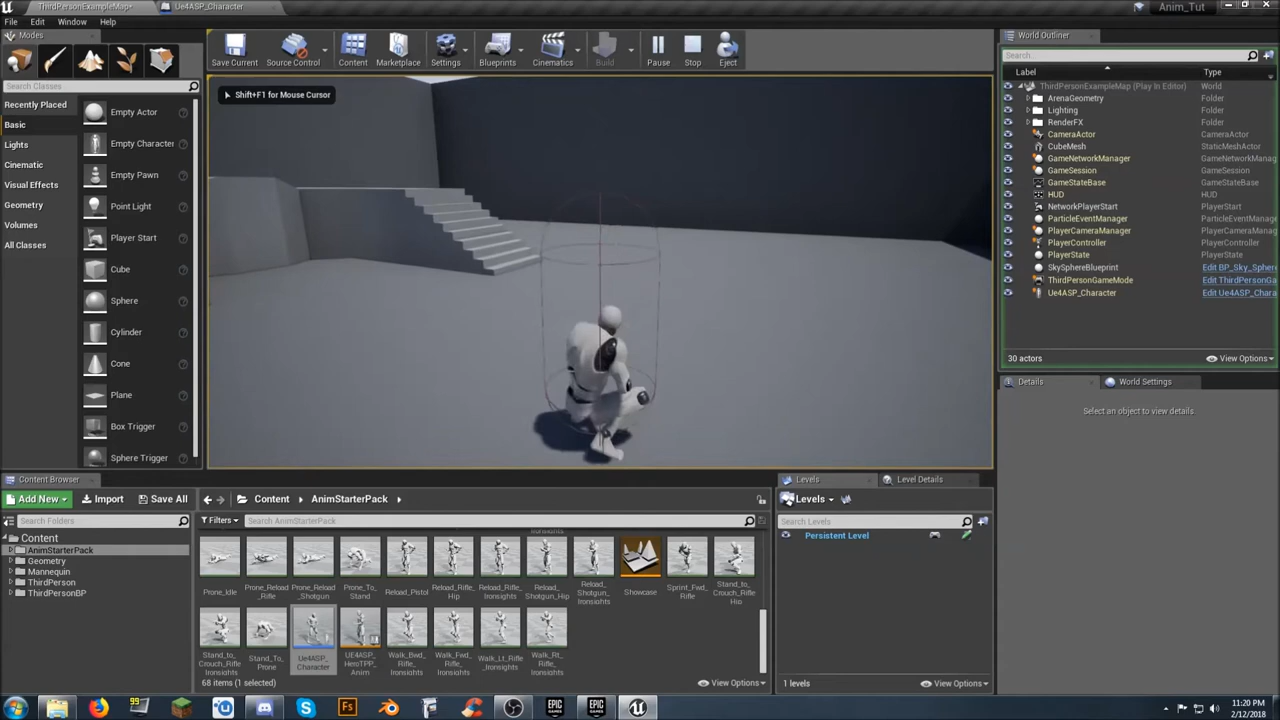 ThirdPersonExampleMap*
Ue4ASP_Character
Anim_Tut
File
Edit
Window
Help
Modes
Search Classes
Recently Placed
Basic
Lights
Cinematic
Visual Effects
Geometry
Volumes
All Classes
Empty Actor
Empty Character
Empty Pawn
Point Light
Player Start
Cube
Sphere
Cylinder
Cone
Plane
Box Trigger
Sphere Trigger
Save Current
Source Control
Content
Marketplace
Settings
Blueprints
Cinematics
Build
Pause
Stop
Eject
Shift+F1 for Mouse Cursor
World Outliner
Search...
Label
Type
ThirdPersonExampleMap (Play In Editor)
World
ArenaGeometry
Folder
Lighting
Folder
RenderFX
Folder
CameraActor
CameraActor
CubeMesh
StaticMeshActor
GameNetworkManager
GameNetworkManag
GameSession
GameSession
GameStateBase
GameStateBase
HUD
HUD
NetworkPlayerStart
PlayerStart
ParticleEventManager
ParticleEventManag
PlayerCameraManager
PlayerCameraManag
PlayerController
PlayerController
PlayerState
PlayerState
SkySphereBlueprint
Edit BP_Sky_Spher
ThirdPersonGameMode
Edit ThirdPersonGa
Ue4ASP_Character
Edit Ue4ASP_Chara
30 actors
View Options
Details
World Settings
Select an object to view details.
Content Browser
Add New
Import
Save All
Content
AnimStarterPack
Search Folders
Filters
Search AnimStarterPack
Content
AnimStarterPack
Geometry
Mannequin
ThirdPerson
ThirdPersonBP
Ironsights
Prone_Idle
Prone_Reload_Rifle
Prone_Reload_Shotgun
Prone_To_Stand
Reload_Pistol
Reload_Rifle_Hip
Reload_Rifle_Ironsights
Reload_Shotgun_Hip
Reload_Shotgun_Ironsights
Showcase
Sprint_Fwd_Rifle
Stand_to_Crouch_Rifle_Hip
Stand_to_Crouch_Rifle_Ironsights
Stand_To_Prone
Ue4ASP_Character
UE4ASP_HeroTPP_Anim
Walk_Bwd_Rifle_Ironsights
Walk_Fwd_Rifle_Ironsights
Walk_Lt_Rifle_Ironsights
Walk_Rt_Rifle_Ironsights
68 items (1 selected)
View Options
Levels
Level Details
Levels
Search Levels
Persistent Level
1 levels
View Options
99
Fs
EPIC GAMES
EPIC GAMES
11:20 PM
2/12/2018